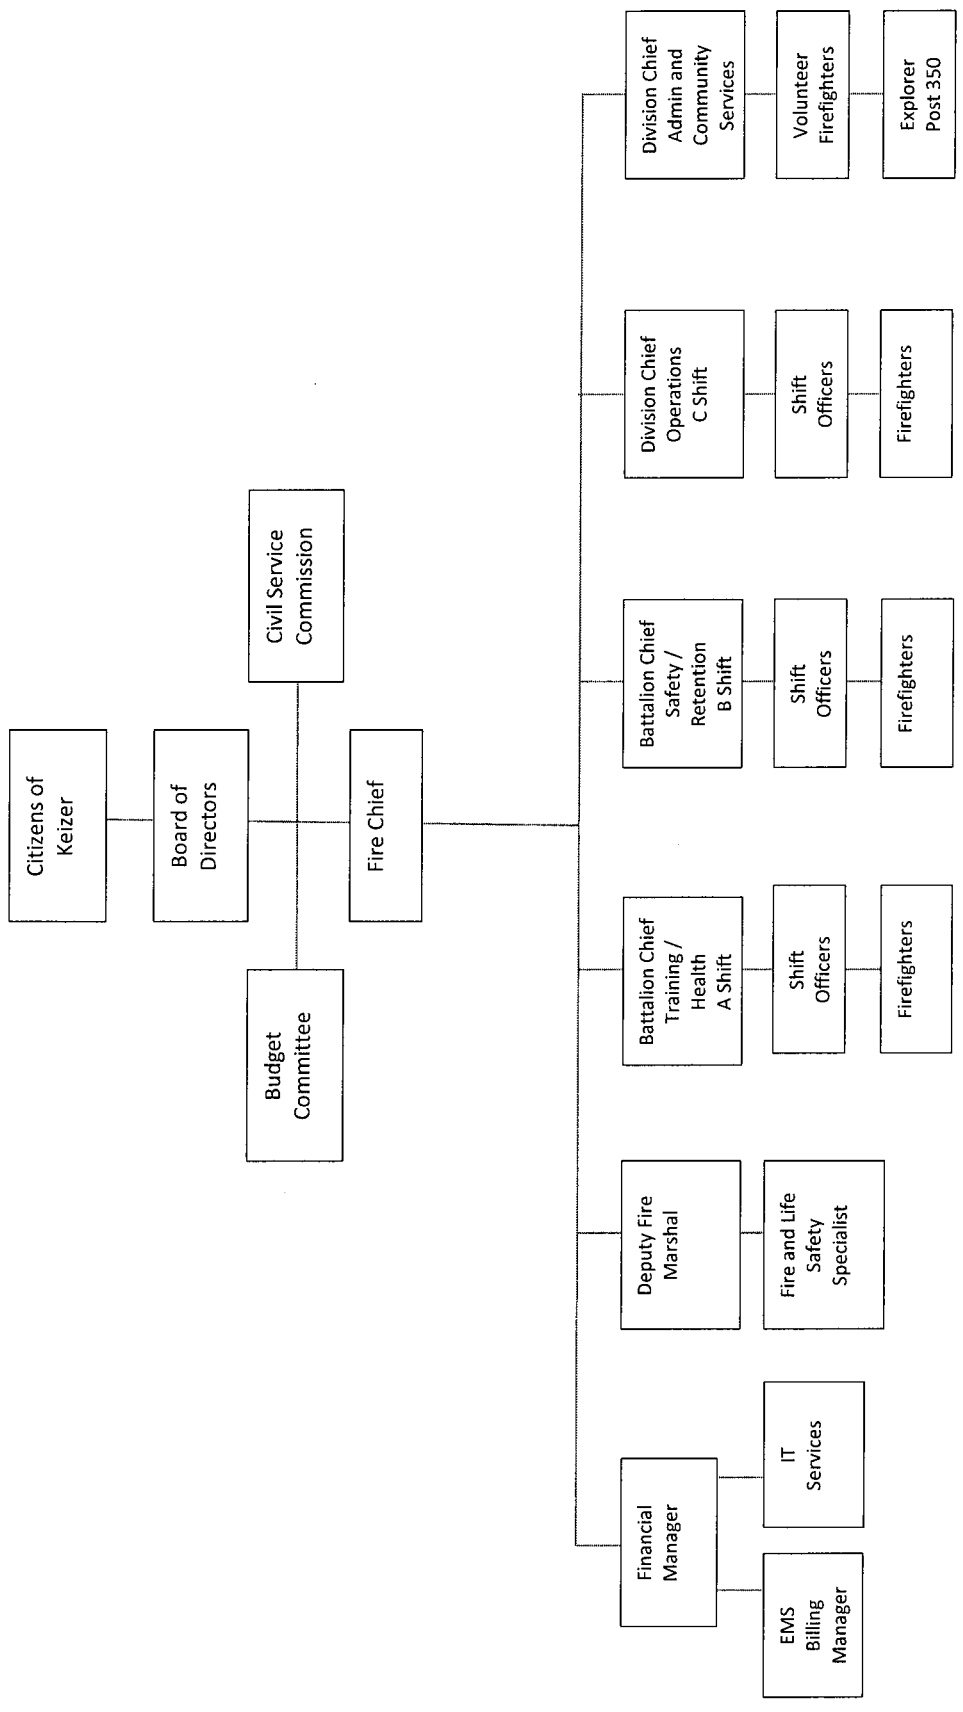 Citizens of
Keizer
Board of
Directors
Budget
Committee
Civil Service
Commission
Fire Chief
Financial
Manager
EMS
Billing
Manager
IT
Services
Deputy Fire
Marshal
Fire and Life
Safety
Specialist
Battalion Chief
Training /
Health
A Shift
Shift
Officers
Firefighters
Battalion Chief
Safety /
Retention
B Shift
Shift
Officers
Firefighters
Division Chief
Operations
C Shift
Shift
Officers
Firefighters
Division Chief
Admin and
Community
Services
Volunteer
Firefighters
Explorer
Post 350